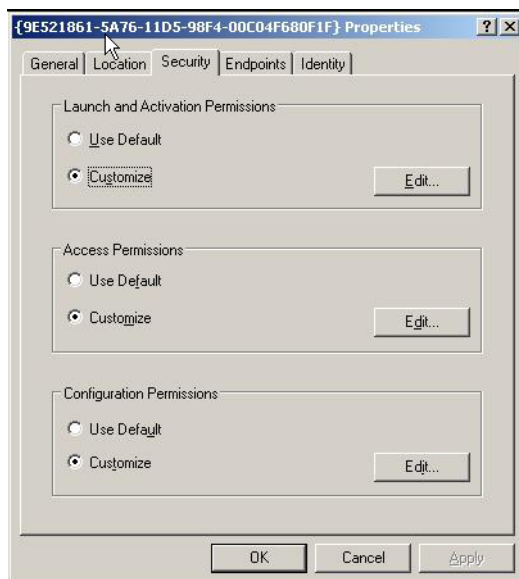 {9E521861-5A76-11D5-98F4-00C04F680F1F} Properties ? X
General Location Security Endpoints Identity
Launch and Activation Permissions
Use Default
Customize
Edit...
Access Permissions
Use Default
Customize
Edit...
Configuration Permissions
Use Default
Customize
Edit...
OK Cancel Apply